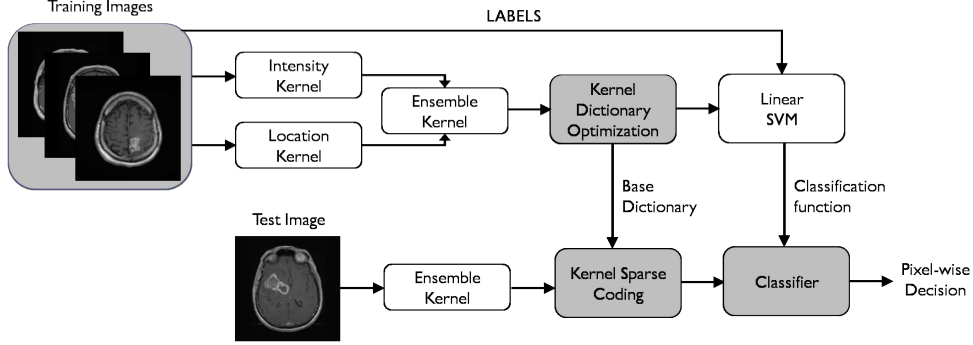 Training Images
LABELS
Intensity
Kernel
Location
Kernel
Ensemble
Kernel
Kernel
Dictionary
Optimization
Linear
SVM
Base
Dictionary
Classification
function
Test Image
Ensemble
Kernel
Kernel Sparse
Coding
Classifier
Pixel-wise
Decision